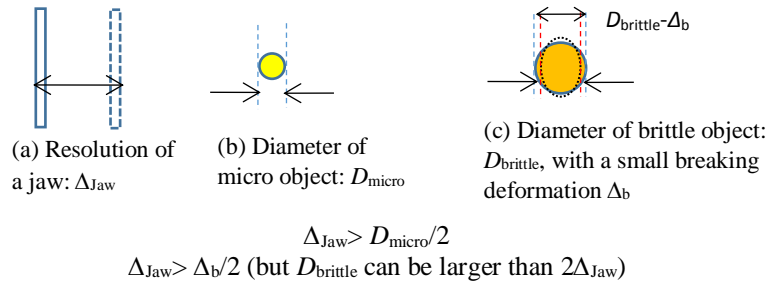 D_brittle-Δ_b
(a) Resolution of
a jaw: Δ_Jaw
(b) Diameter of
micro object: D_micro
(c) Diameter of brittle object:
D_brittle, with a small breaking
deformation Δ_b
Δ_Jaw> D_micro/2
Δ_Jaw> Δ_b/2 (but D_brittle can be larger than 2Δ_Jaw)